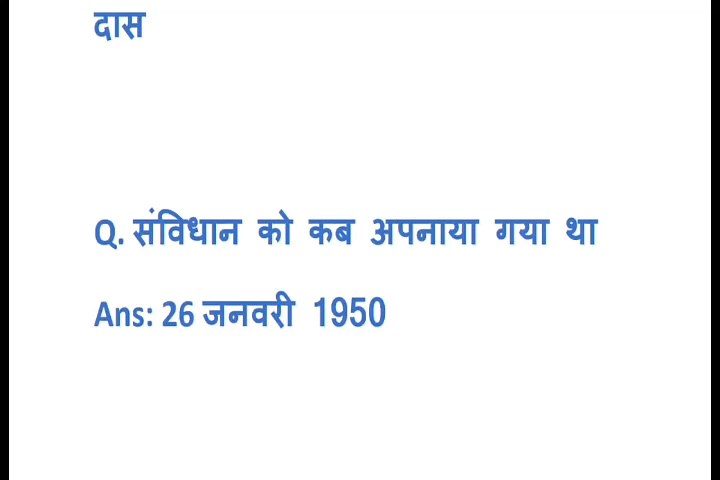 दास
Q. संविधान को कब अपनाया गया था
Ans: 26 जनवरी 1950